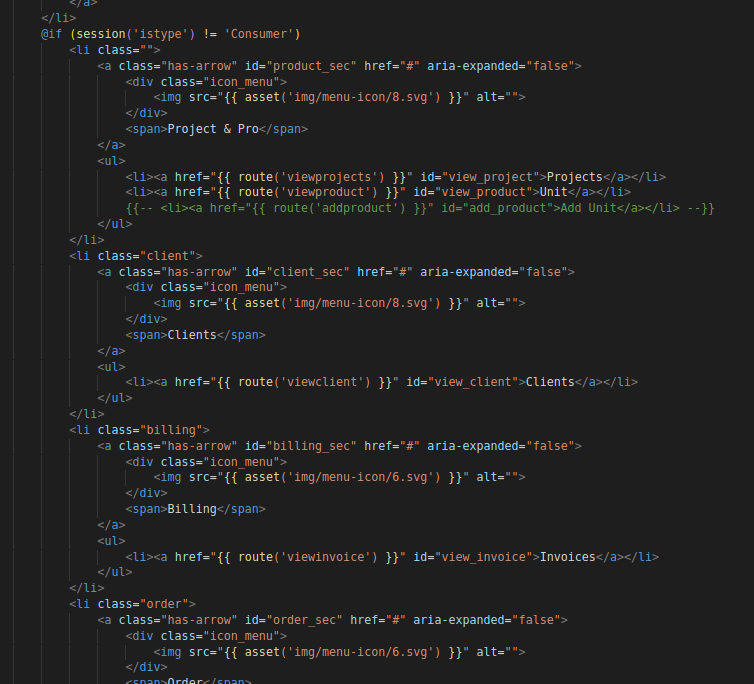 </a>
</li>
@if (session('istype') != 'Consumer')
<li class="">
<a class="has-arrow" id="product_sec" href="#" aria-expanded="false">
<div class="icon_menu">
<img src="{{ asset('img/menu-icon/8.svg') }}" alt="">
</div>
<span>Project & Pro</span>
</a>
<ul>
<li><a href="{{ route('viewprojects') }}" id="view_project">Projects</a></li>
<li><a href="{{ route('viewproduct') }}" id="view_product">Unit</a></li>
{{-- <li><a href="{{ route('addproduct') }}" id="add_product">Add Unit</a></li> --}}
</ul>
</li>
<li class="client">
<a class="has-arrow" id="client_sec" href="#" aria-expanded="false">
<div class="icon_menu">
<img src="{{ asset('img/menu-icon/8.svg') }}" alt="">
</div>
<span>Clients</span>
</a>
<ul>
<li><a href="{{ route('viewclient') }}" id="view_client">Clients</a></li>
</ul>
</li>
<li class="billing">
<a class="has-arrow" id="billing_sec" href="#" aria-expanded="false">
<div class="icon_menu">
<img src="{{ asset('img/menu-icon/6.svg') }}" alt="">
</div>
<span>Billing</span>
</a>
<ul>
<li><a href="{{ route('viewinvoice') }}" id="view_invoice">Invoices</a></li>
</ul>
</li>
<li class="order">
<a class="has-arrow" id="order_sec" href="#" aria-expanded="false">
<div class="icon_menu">
<img src="{{ asset('img/menu-icon/6.svg') }}" alt="">
</div>
<span>Order</span>